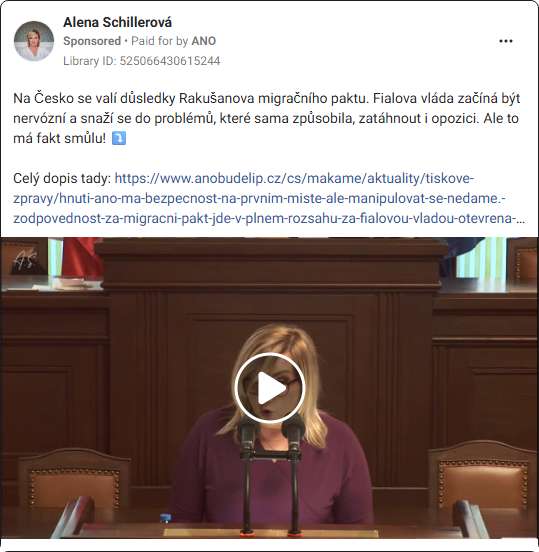 Alena Schillerová
Sponsored • Paid for by ANO
Library ID: 525066430615244
Na Česko se valí důsledky Rakušanova migračního paktu. Fialova vláda začíná být
nervózní a snaží se do problémů, které sama způsobila, zatáhnout i opozici. Ale to
má fakt smůlu! ⤵️
Celý dopis tady: https://www.anobudelip.cz/cs/makame/aktuality/tiskove-
zpravy/hnuti-ano-ma-bezpecnost-na-prvnim-miste-ale-manipulovat-se-nedame.-
zodpovednost-za-migracni-pakt-jde-v-plnem-rozsahu-za-fialovou-vladou-otevrena-...